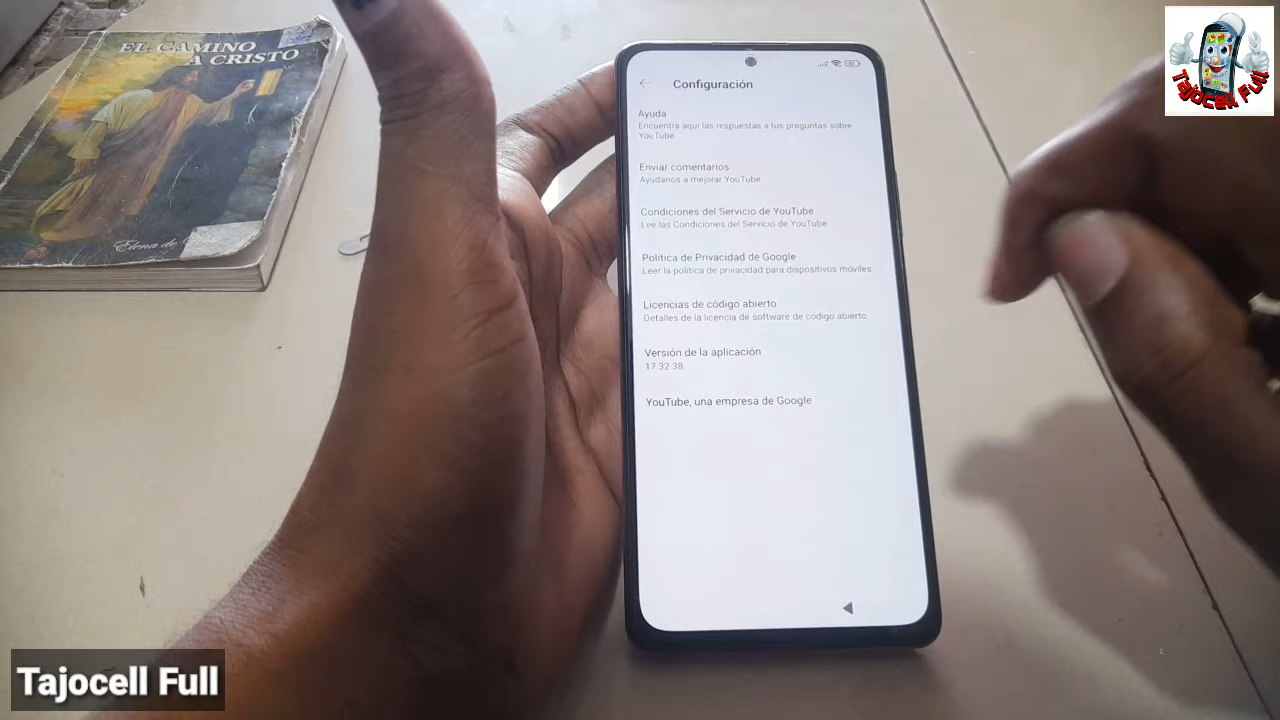 EL CAMINO
A CRISTO
Elena de
Configuración
Ayuda
Encuentra aquí las respuestas a tus preguntas sobre
YouTube
Enviar comentarios
Ayúdanos a mejorar YouTube
Condiciones del Servicio de YouTube
Lee las Condiciones del Servicio de YouTube
Política de Privacidad de Google
Leer la política de privacidad para dispositivos móviles
Licencias de código abierto
Detalles de la licencia de software de código abierto
Versión de la aplicación
17.32.38
YouTube, una empresa de Google
Tajocell Full
Tajocell Full